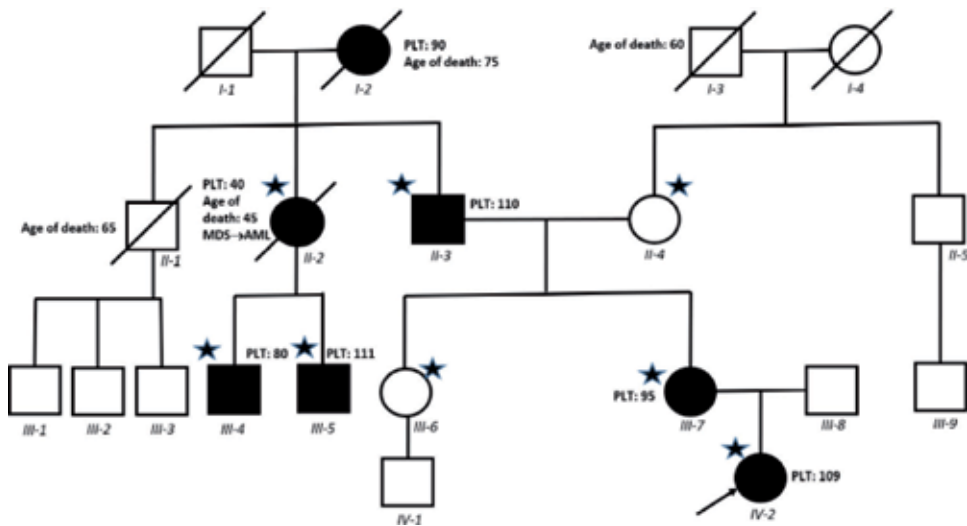 PLT: 90
Age of death: 75
Age of death: 60
I-1
I-2
I-3
I-4
PLT: 40
Age of
death: 45
MDS→AML
Age of death: 65
PLT: 110
II-1
II-2
II-3
II-4
II-5
PLT: 80
PLT: 111
PLT: 95
III-1
III-2
III-3
III-4
III-5
III-6
III-7
III-8
III-9
PLT: 109
IV-1
IV-2